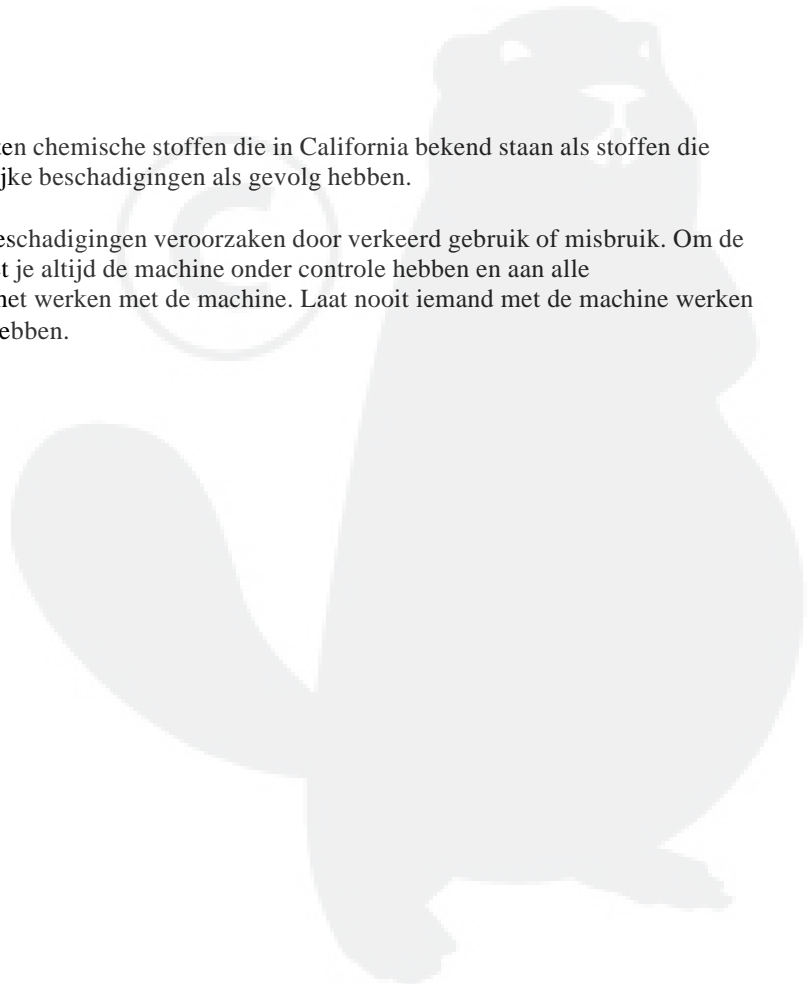 en chemische stoffen die in California bekend staan als stoffen die
jke beschadigingen als gevolg hebben.
eschadigingen veroorzaken door verkeerd gebruik of misbruik. Om de
t je altijd de machine onder controle hebben en aan alle
het werken met de machine. Laat nooit iemand met de machine werken
ebben.
©